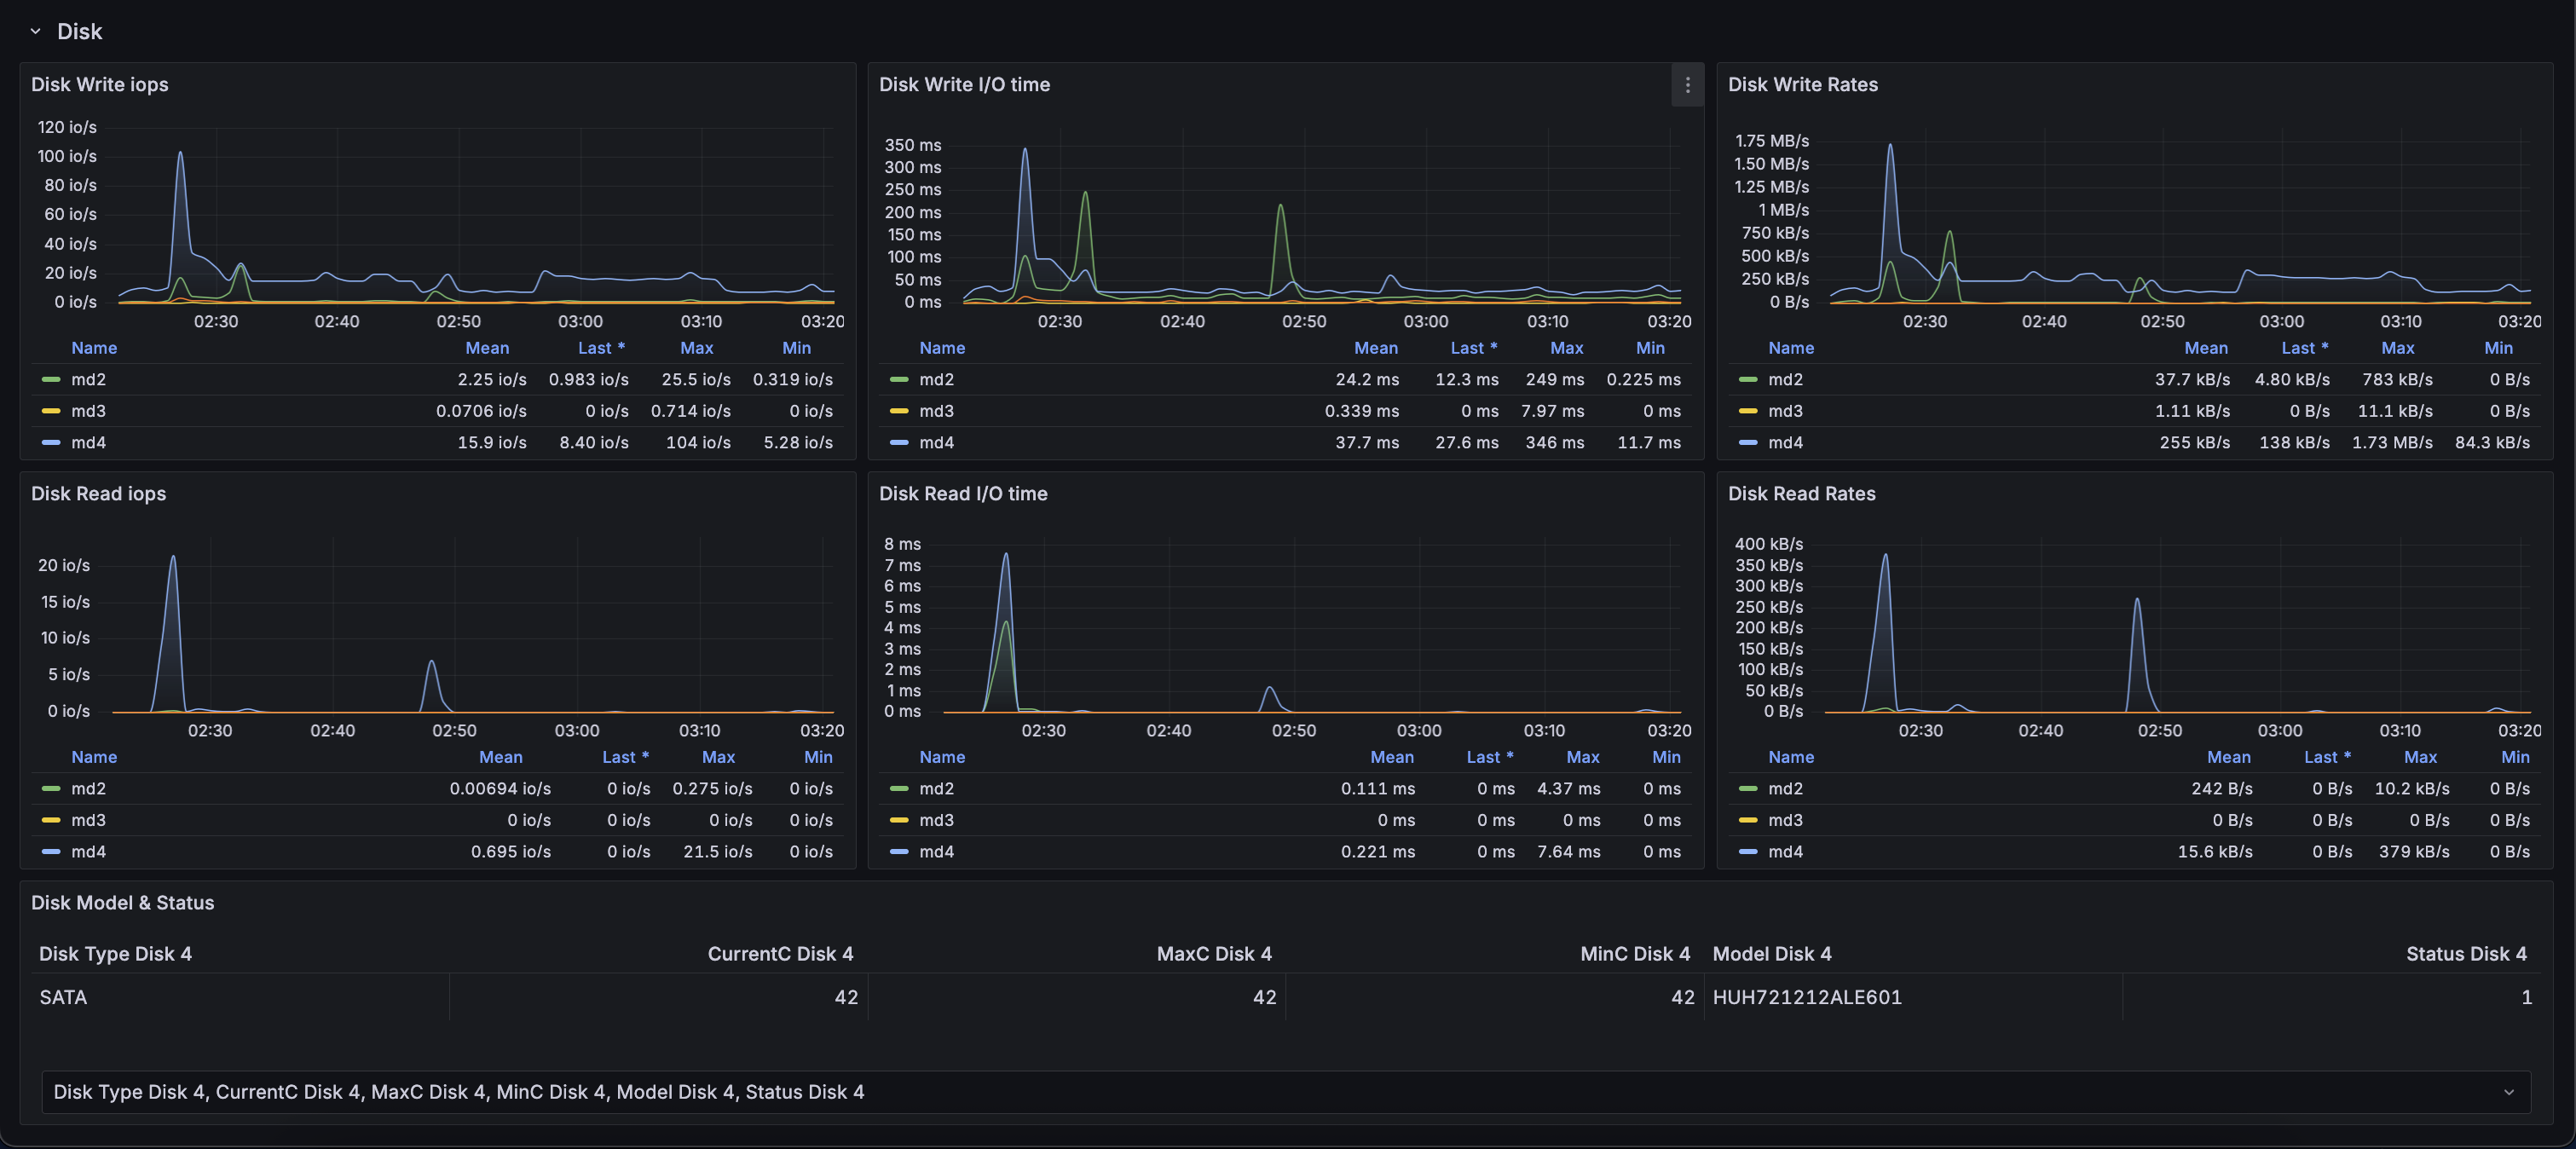 Disk
Disk Write iops
120 io/s
100 io/s
80 io/s
60 io/s
40 io/s
20 io/s
0 io/s
02:30 02:40 02:50 03:00 03:10 03:20
Name Mean Last * Max Min
md2 2.25 io/s 0.983 io/s 25.5 io/s 0.319 io/s
md3 0.0706 io/s 0 io/s 0.714 io/s 0 io/s
md4 15.9 io/s 8.40 io/s 104 io/s 5.28 io/s
Disk Write I/O time
350 ms
300 ms
250 ms
200 ms
150 ms
100 ms
50 ms
0 ms
02:30 02:40 02:50 03:00 03:10 03:20
Name Mean Last * Max Min
md2 24.2 ms 12.3 ms 249 ms 0.225 ms
md3 0.339 ms 0 ms 7.97 ms 0 ms
md4 37.7 ms 27.6 ms 346 ms 11.7 ms
Disk Write Rates
1.75 MB/s
1.50 MB/s
1.25 MB/s
1 MB/s
750 kB/s
500 kB/s
250 kB/s
0 B/s
02:30 02:40 02:50 03:00 03:10 03:20
Name Mean Last * Max Min
md2 37.7 kB/s 4.80 kB/s 783 kB/s 0 B/s
md3 1.11 kB/s 0 B/s 11.1 kB/s 0 B/s
md4 255 kB/s 138 kB/s 1.73 MB/s 84.3 kB/s
Disk Read iops
20 io/s
15 io/s
10 io/s
5 io/s
0 io/s
02:30 02:40 02:50 03:00 03:10 03:20
Name Mean Last * Max Min
md2 0.00694 io/s 0 io/s 0.275 io/s 0 io/s
md3 0 io/s 0 io/s 0 io/s 0 io/s
md4 0.695 io/s 0 io/s 21.5 io/s 0 io/s
Disk Read I/O time
8 ms
7 ms
6 ms
5 ms
4 ms
3 ms
2 ms
1 ms
0 ms
02:30 02:40 02:50 03:00 03:10 03:20
Name Mean Last * Max Min
md2 0.111 ms 0 ms 4.37 ms 0 ms
md3 0 ms 0 ms 0 ms 0 ms
md4 0.221 ms 0 ms 7.64 ms 0 ms
Disk Read Rates
400 kB/s
350 kB/s
300 kB/s
250 kB/s
200 kB/s
150 kB/s
100 kB/s
50 kB/s
0 B/s
02:30 02:40 02:50 03:00 03:10 03:20
Name Mean Last * Max Min
md2 242 B/s 0 B/s 10.2 kB/s 0 B/s
md3 0 B/s 0 B/s 0 B/s 0 B/s
md4 15.6 kB/s 0 B/s 379 kB/s 0 B/s
Disk Model & Status
Disk Type Disk 4 CurrentC Disk 4 MaxC Disk 4 MinC Disk 4 Model Disk 4 Status Disk 4
SATA 42 42 42 HUH721212ALE601 1
Disk Type Disk 4, CurrentC Disk 4, MaxC Disk 4, MinC Disk 4, Model Disk 4, Status Disk 4